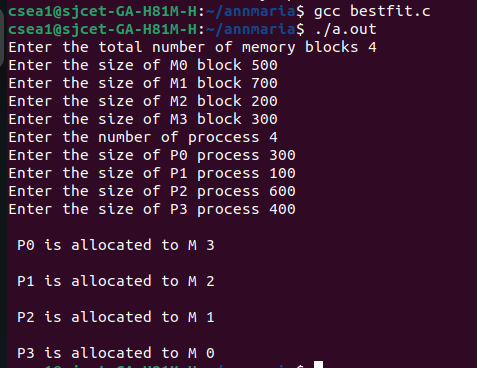 csea1@sjcet-GA-H81M-H:~/annmaria$ gcc bestfit.c
csea1@sjcet-GA-H81M-H:~/annmaria$ ./a.out
Enter the total number of memory blocks 4
Enter the size of M0 block 500
Enter the size of M1 block 700
Enter the size of M2 block 200
Enter the size of M3 block 300
Enter the number of proccess 4
Enter the size of P0 process 300
Enter the size of P1 process 100
Enter the size of P2 process 600
Enter the size of P3 process 400
P0 is allocated to M 3
P1 is allocated to M 2
P2 is allocated to M 1
P3 is allocated to M 0